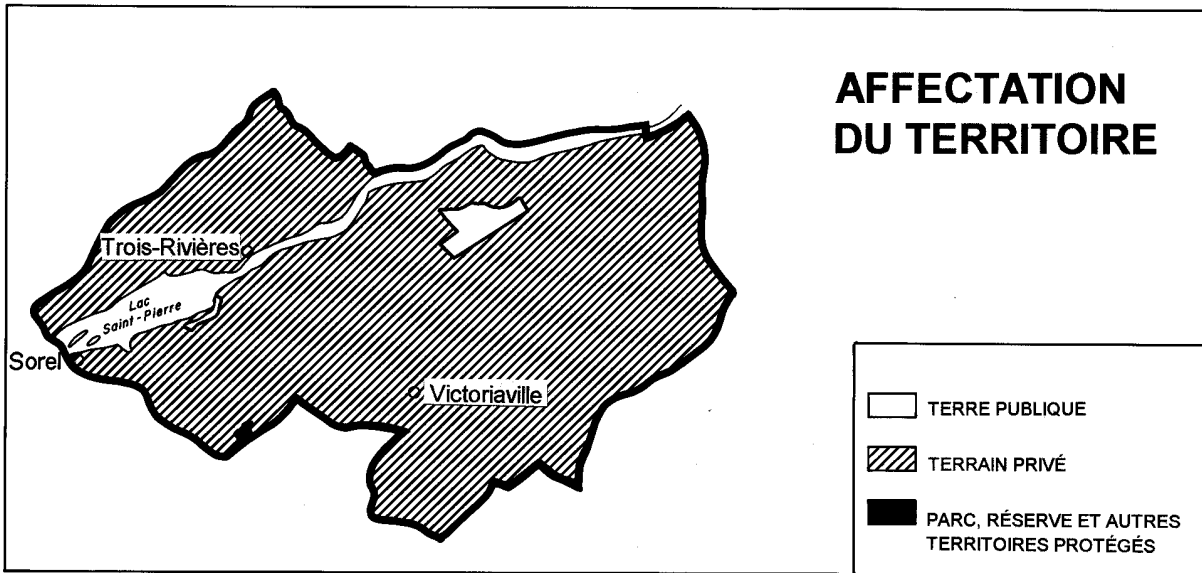 AFFECTATION
DU TERRITOIRE
Trois-Rivières
Lac
Saint-Pierre
Sorel
Victoriaville
TERRE PUBLIQUE
TERRAIN PRIVÉ
PARC, RÉSERVE ET AUTRES
TERRITOIRES PROTÉGÉS